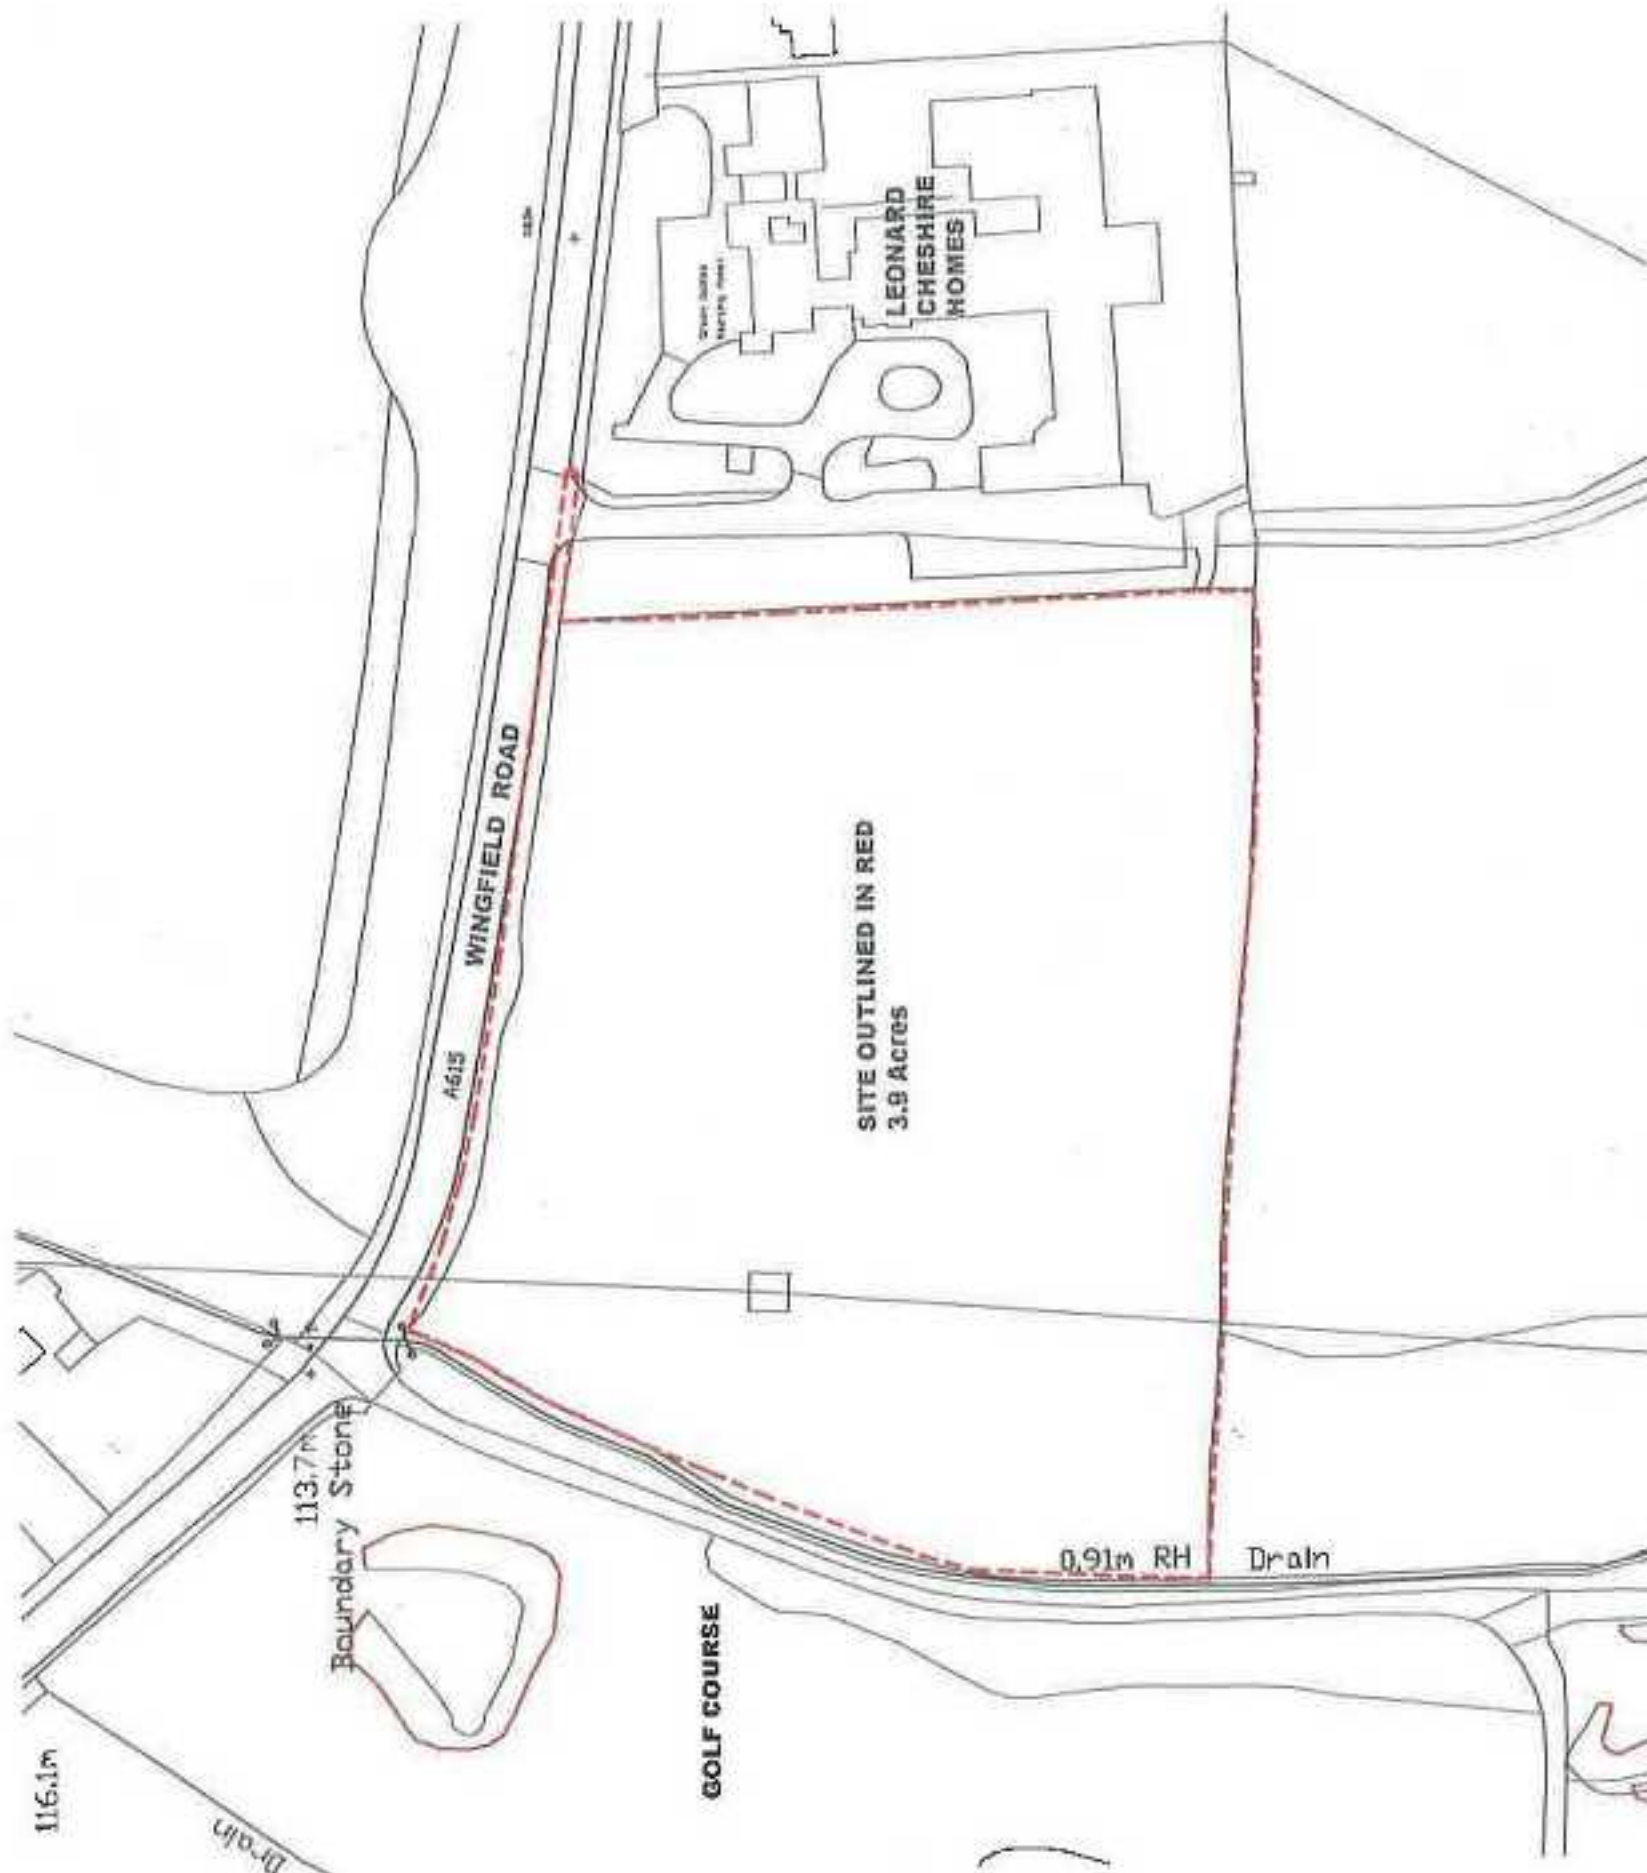 LEONARD
CHESHIRE
HOMES
WINGFIELD ROAD
A615
SITE OUTLINED IN RED
3.9 Acres
113.7m
Boundary Stone
0.91m RH
Drain
GOLF COURSE
116.1m
Drain